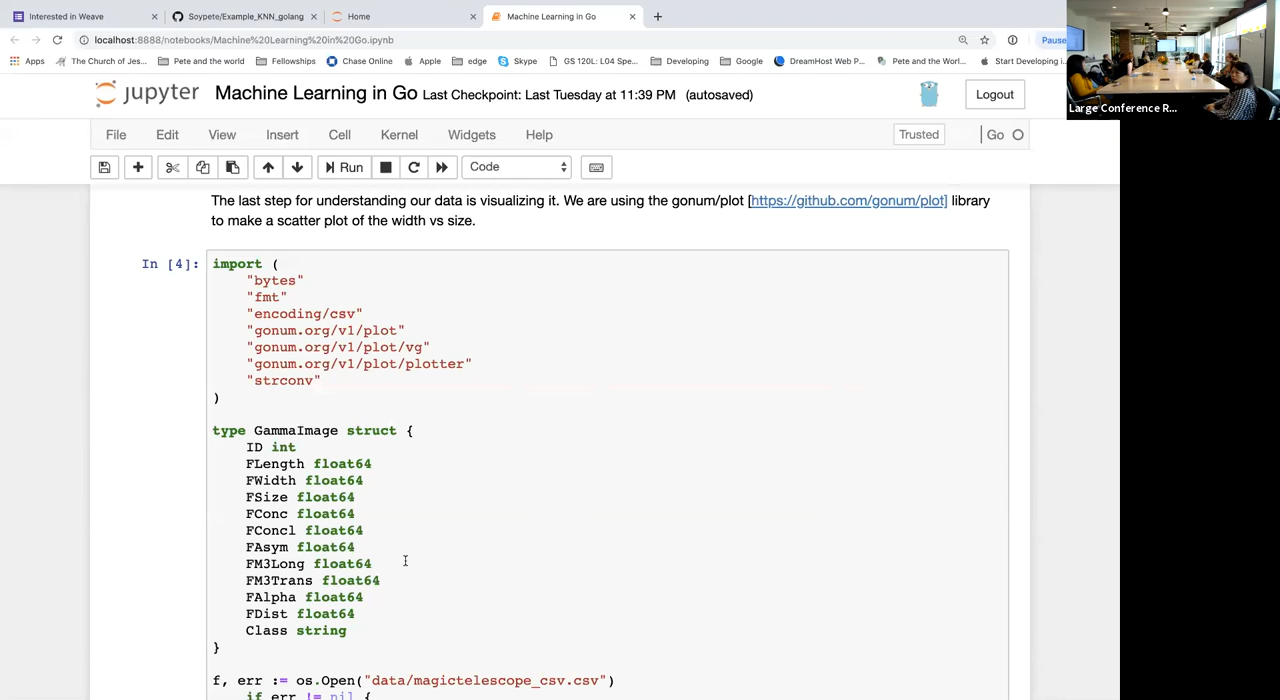 Interested in Weave
Soypete/Example_KNN_golang
Home
Machine Learning in Go
localhost:8888/notebooks/Machine%20Learning%20in%20Go.ipynb
Pause
Apps
The Church of Jes...
Pete and the world
Fellowships
Chase Online
Apple
edge
Skype
GS 120L: L04 Spe...
Developing
Google
DreamHost Web P...
Pete and the Worl...
Start Developing i...
Large Conference R...
jupyter Machine Learning in Go Last Checkpoint: Last Tuesday at 11:39 PM (autosaved)
Logout
File Edit View Insert Cell Kernel Widgets Help
Trusted
Go
Run
Code
The last step for understanding our data is visualizing it. We are using the gonum/plot [https://github.com/gonum/plot] library
to make a scatter plot of the width vs size.
In [4]:
import (
"bytes"
"fmt"
"encoding/csv"
"gonum.org/v1/plot"
"gonum.org/v1/plot/vg"
"gonum.org/v1/plot/plotter"
"strconv"
)
type GammaImage struct {
ID int
FLength float64
FWidth float64
FSize float64
FConc float64
FConcl float64
FAsym float64
FM3Long float64
FM3Trans float64
FAlpha float64
FDist float64
Class string
}
f, err := os.Open("data/magictelescope_csv.csv")
if err != nil {